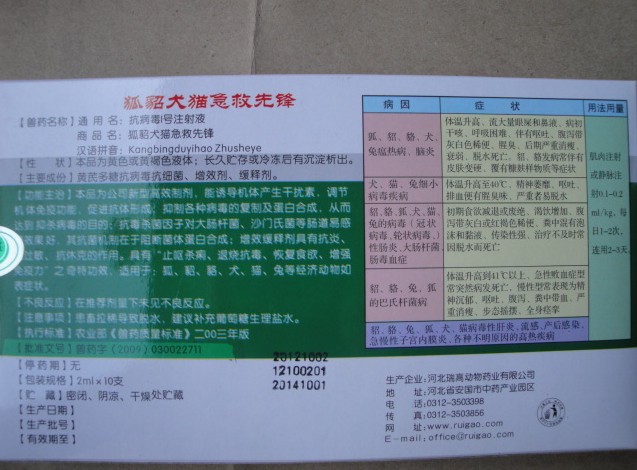 狐貂犬猫急救先锋
【兽药名称】通 用 名：抗病毒1号注射液
商 品 名：狐貂犬猫急救先锋
汉语拼音：Kangbingduyihao Zhusheye
【性 状】本品为黄色或黄褐色液体；长久贮存或冷冻后有沉淀析出。
【主要成份】黄芪多糖抗病毒抗细菌、增效剂、缓释剂。
【功能主治】本品为公司新型高效制剂，能诱导机体产生干扰素，调节
机体免疫功能，促进抗体形成；抑制各种病毒的复制及蛋白合成，从而
达到抑杀病毒的目的；抗毒杀菌因子对大肠杆菌、沙门氏菌等肠道易感
菌效果好，其抗菌机制在于阻断菌体蛋白合成；增效缓释剂具有抗炎、
抗过敏、抗休克的作用。具有“止呕杀痢、退烧抗毒、恢复食欲、增强
免疫力”之奇特功效，适用于：狐、貂、貉、犬、猫、兔等经济动物如
表症状。
【不良反应】在推荐剂量下未见不良反应。
【注意事项】患畜拉稀导致脱水，建议补充葡萄糖生理盐水。
【执行标准】农业部《兽药质量标准》二00三年版
【批准文号】兽药字（2009）030022711
【停药期】无
【包装规格】2ml×10支
【贮 藏】密闭、阴凉、干燥处贮藏
【生产日期】
【生产批号】
【有效期至】
20121002
12100201
20141001
病 因 症 状 用法用量
狐、貂、貉、犬、
兔瘟热病、脑炎
体温升高、流大量眼屎和鼻液、病初
干咳、呼吸困难、伴有呕吐、腹泻带
灰白色稀便、腥臭、后期严重消瘦、
衰弱、脱水死亡。貂、貉发病常伴有
皮肤变硬、覆有糠麸样物质等症状
犬、猫、兔细小
病毒疾病
体温升高至40℃、精神萎靡、呕吐、
排血便有腥臭味、严重者易脱水
狐、貂、貉、犬、猫、
兔的病毒（冠状
病毒、轮状病毒、）
性肠炎、大肠杆菌
肠毒血症
初期食欲减退或废绝、渴饮增加、腹
泻带灰白或红褐色稀便、粪中混有泡
沫和黏液、传染性强、治疗不及时常
因脱水而死亡
貂、貉、兔、狐
的巴氏杆菌病
体温升高到41℃以上、急性败血症型
常突然病发死亡、慢性型常表现为精
神沉郁、呕吐、腹泻、粪中带血、严
重消瘦、步态摇摆、全身痉挛
貂、貉、兔、狐、犬、猫病毒性肝炎、流感、产后感染、
急慢性子宫内膜炎、各种不明原因的高热疾病
肌肉注射
或静脉注
射0.1-0.2
ml/kg，每
日1-2次，
连用2-3天。
生产企业：河北瑞高动物药业有限公司
地 址：河北省安国市中药产业园区
电 话：0312-3503398
传 真：0312-3503856
网 址：www.ruigao.com
E-mail：office@ruigao.com